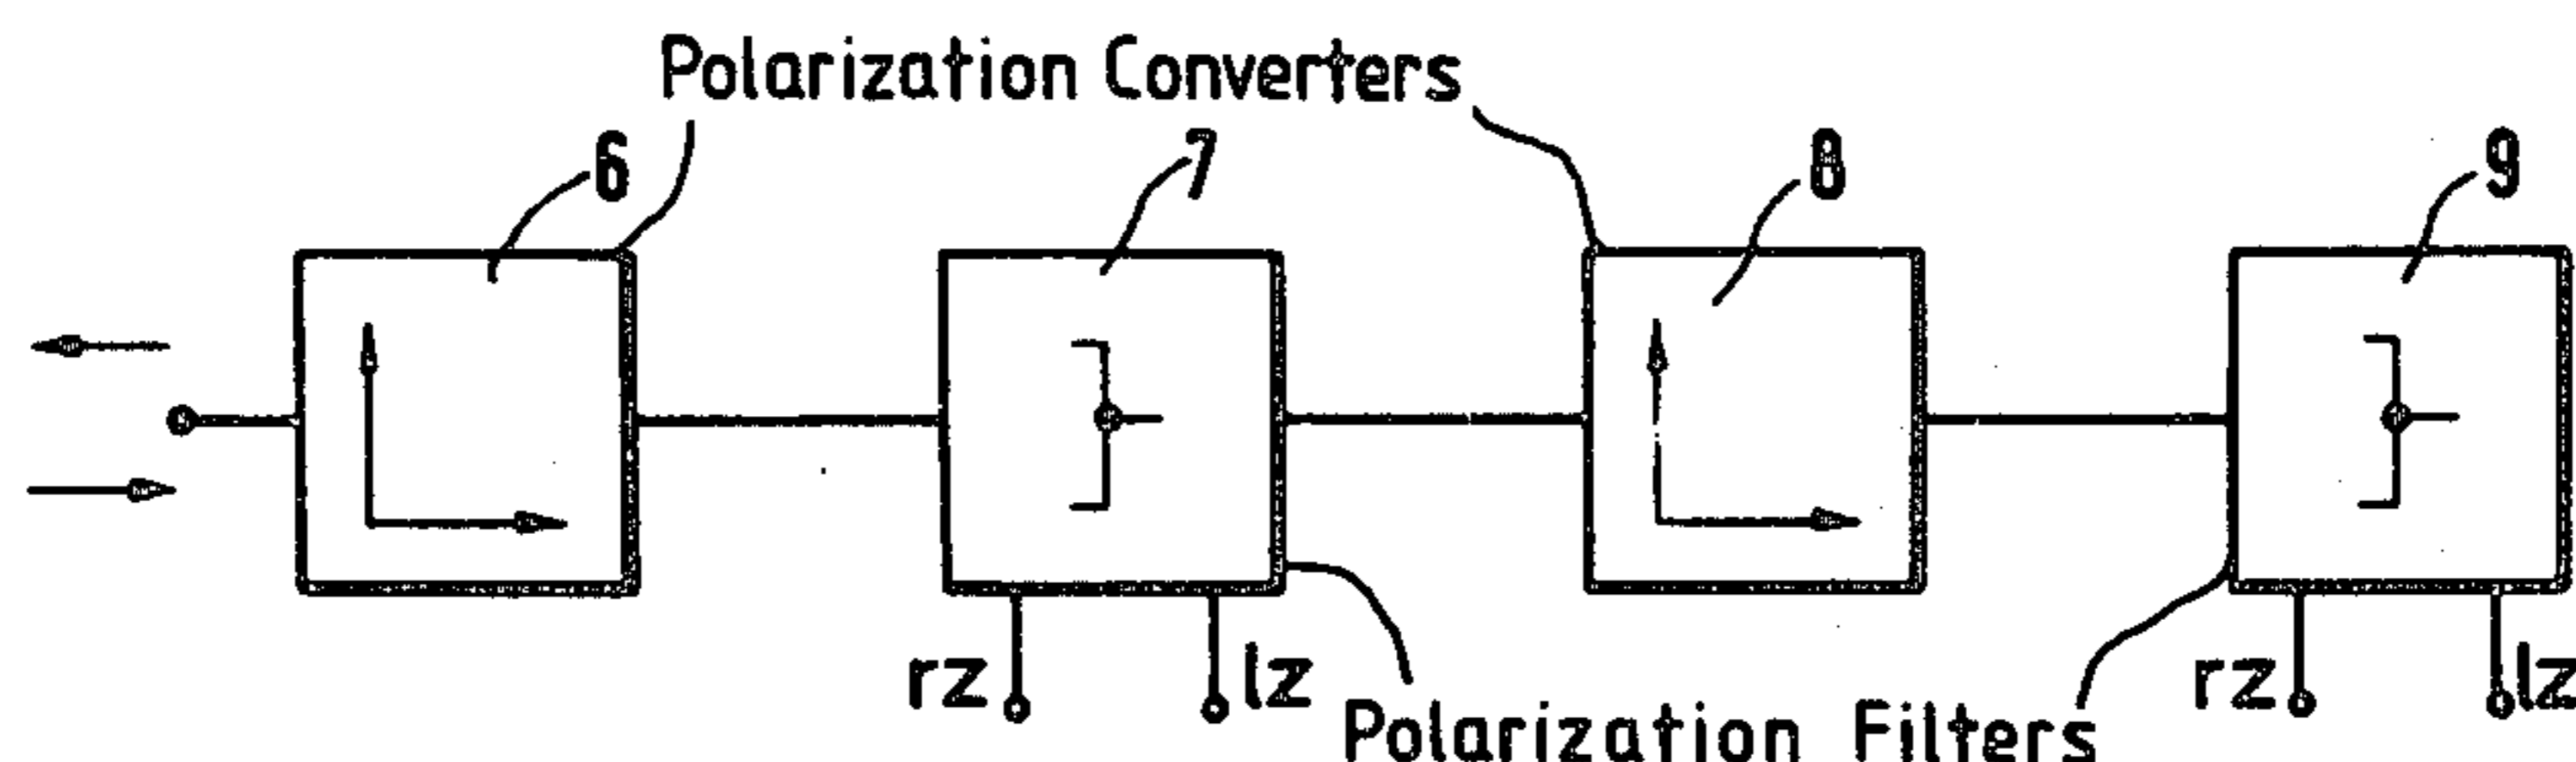 Polarization Converters
6
7
8
9
rz
lz
rz
lz
Polarization Filters